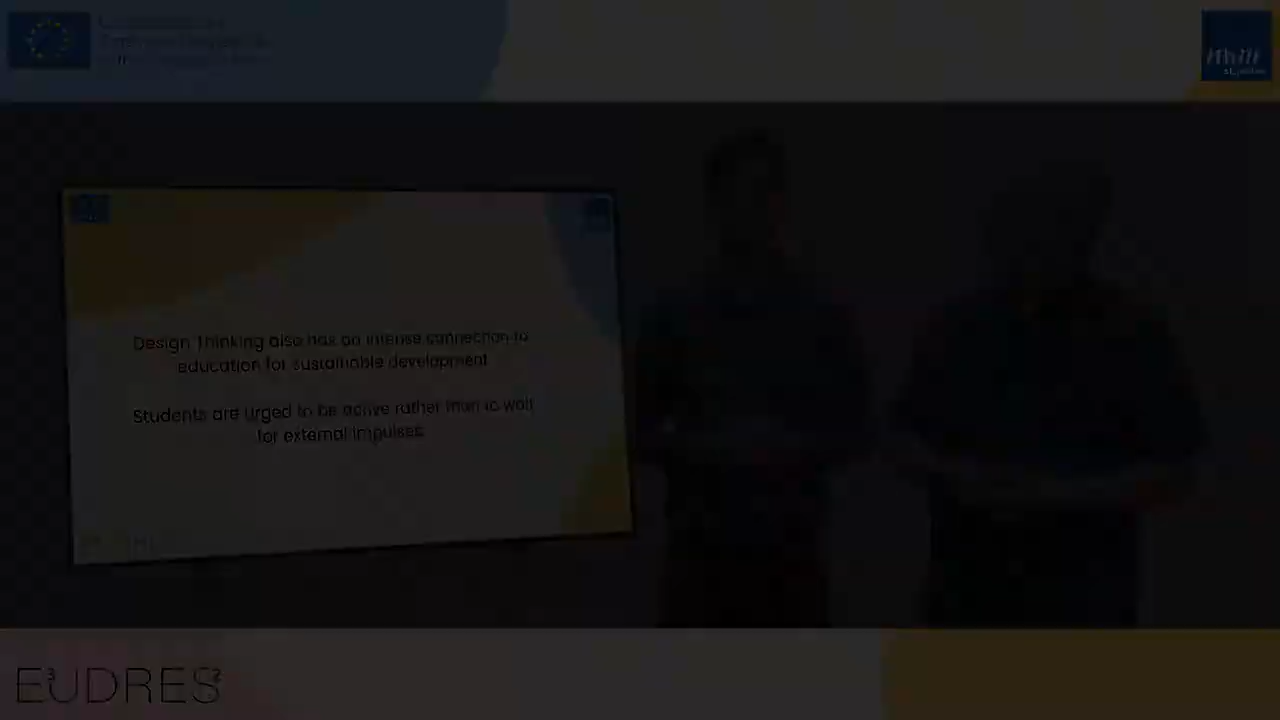 Design Thinking also has an intense connection to
education for sustainable development
Students are urged to be active rather than to wait
for external impulses
E³UDRES²